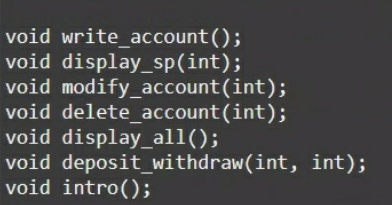 void write_account();
void display_sp(int);
void modify_account(int);
void delete_account(int);
void display_all();
void deposit_withdraw(int, int);
void intro();